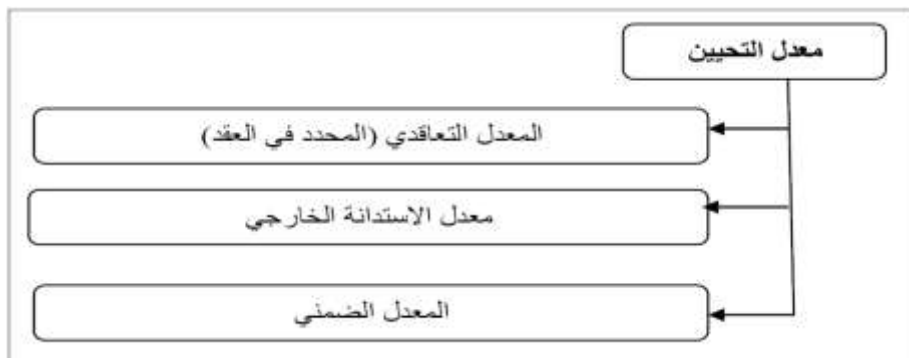 معدل التحيين
المعدل التعاقدي (المحدد في العقد)
معدل الاستدانة الخارجي
المعدل الضمني